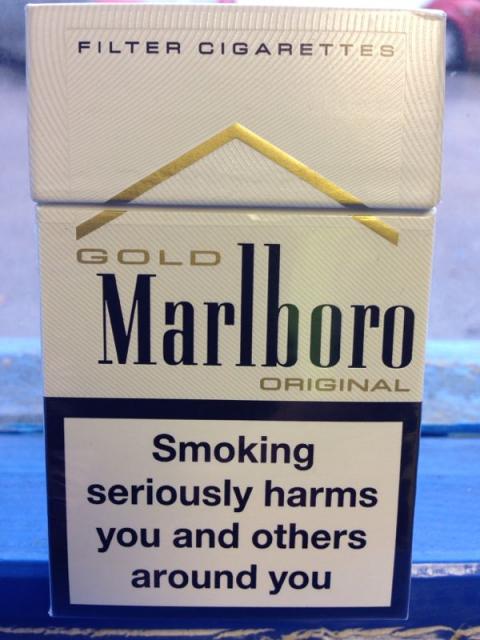 FILTER CIGARETTES
GOLD
Marlboro
ORIGINAL
Smoking
seriously harms
you and others
around you